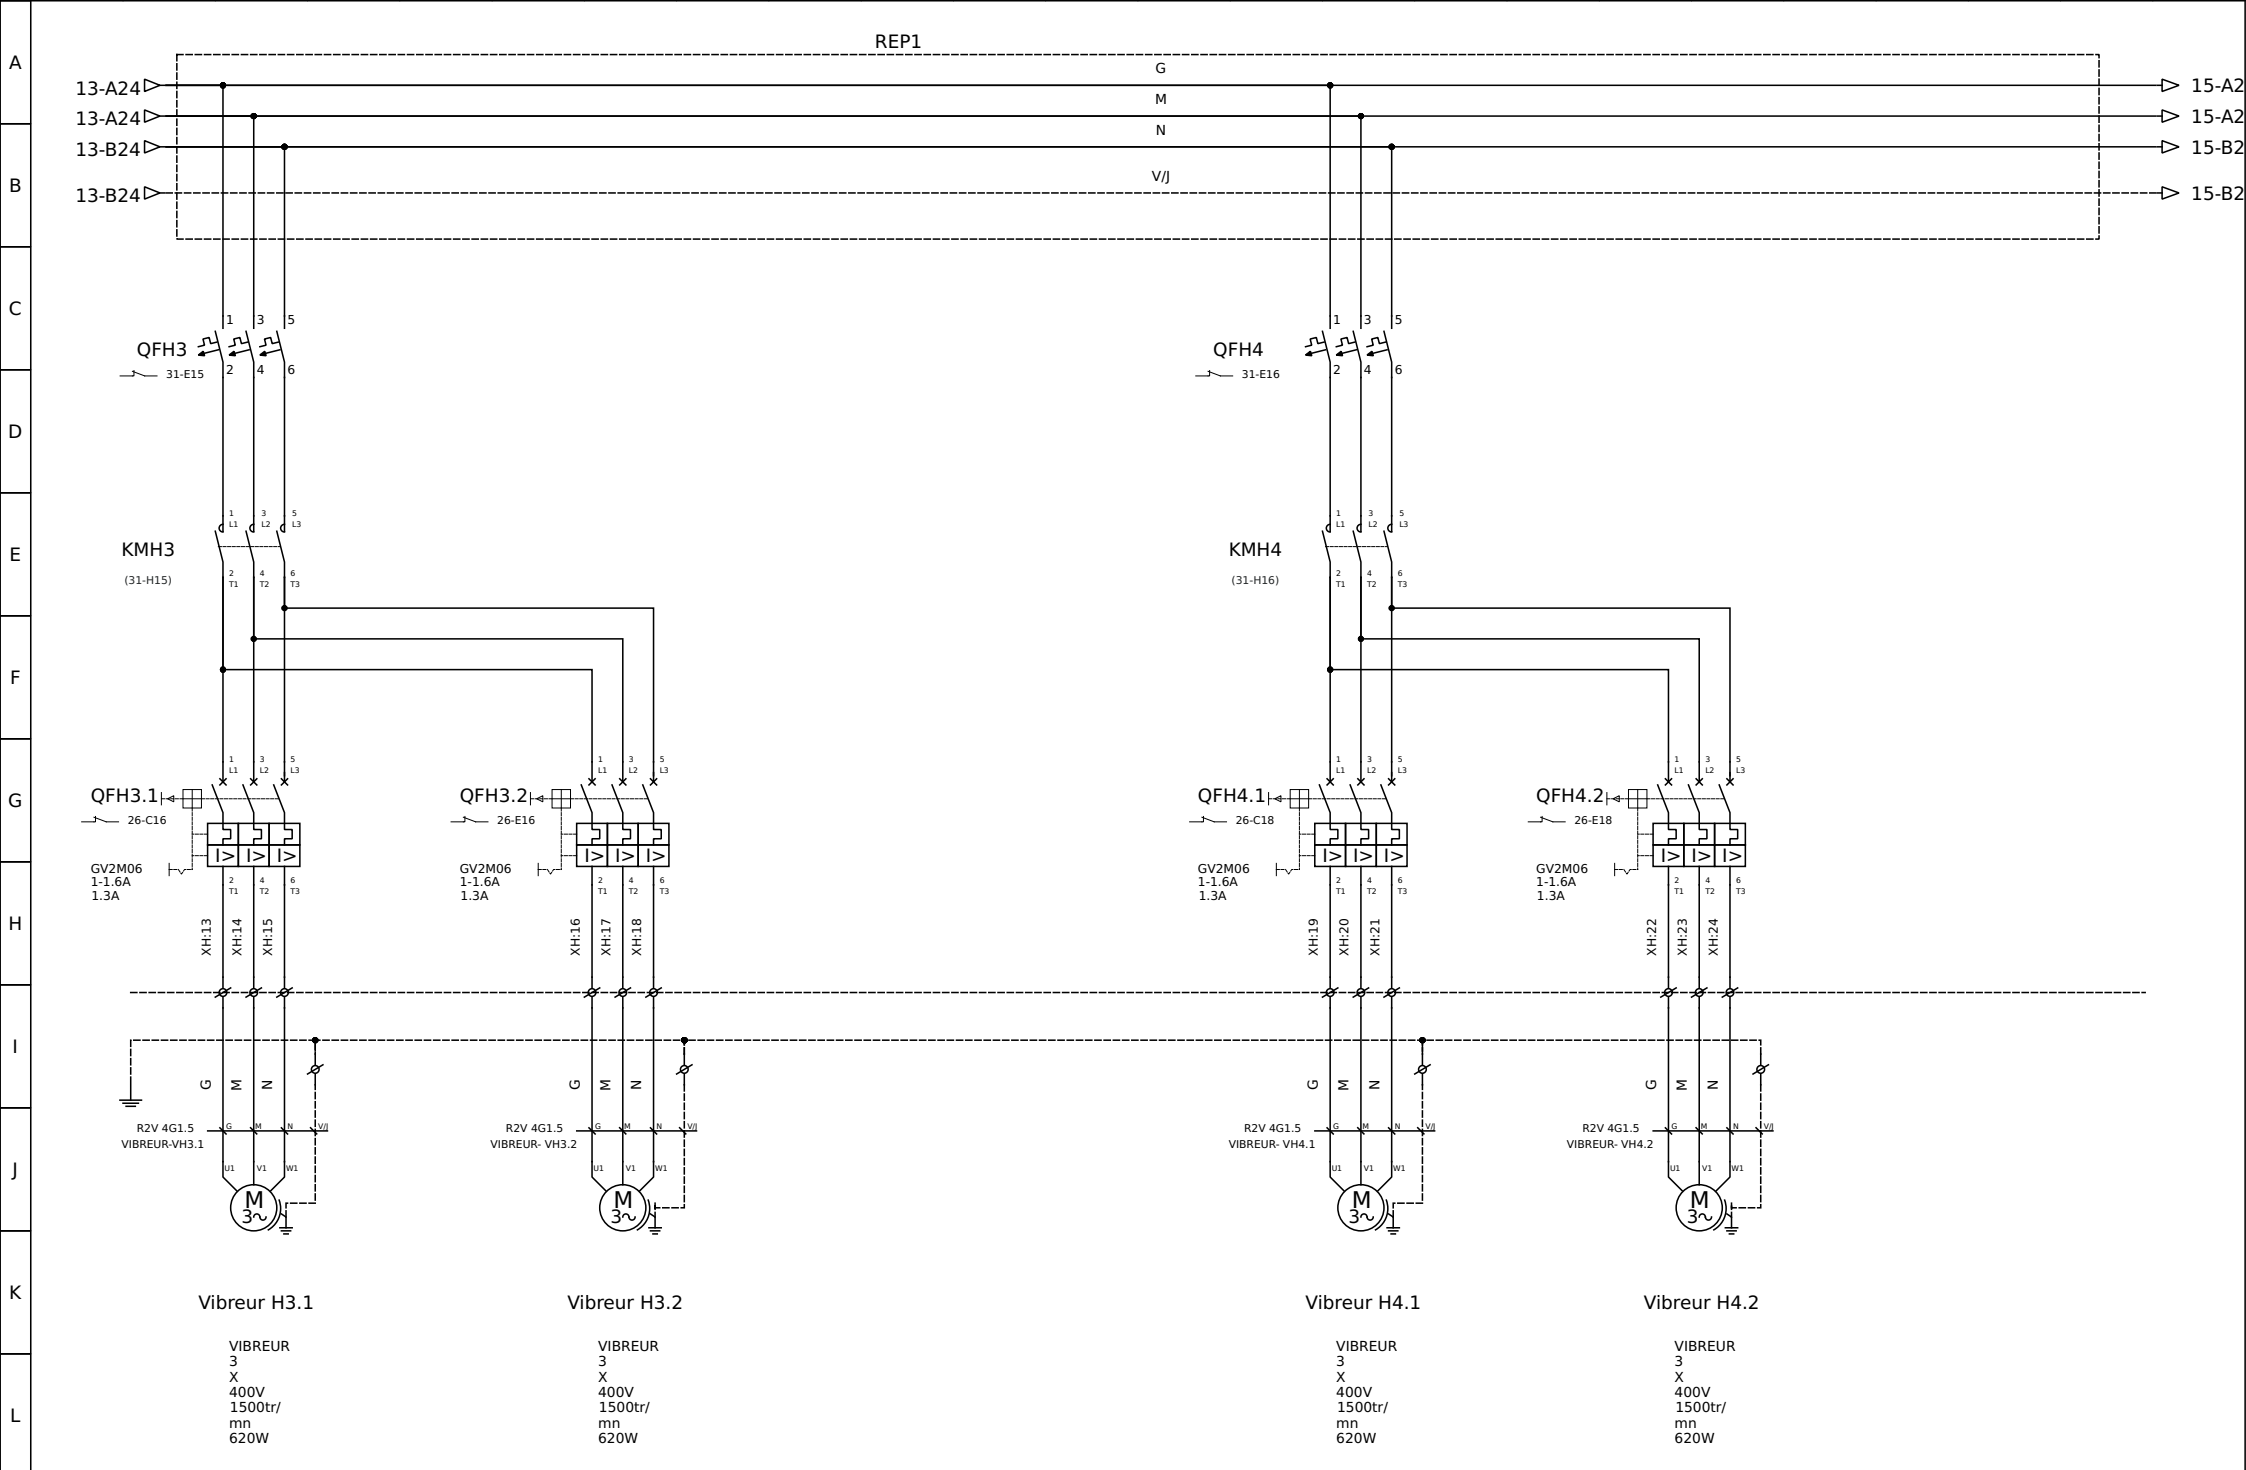 REP1
A
B
C
D
E
F
G
H
I
J
K
L
13-A24 G 15-A2
13-A24 M 15-A2
13-B24 N 15-B2
13-B24 V/J 15-B2
1 3 5 1 3 5
QFH3 QFH4
2 4 6 2 4 6
31-E15 31-E16
1 3 5 1 3 5
L1 L2 L3 L1 L2 L3
KMH3 KMH4
2 4 6 2 4 6
(31-H15) T1 T2 T3 (31-H16) T1 T2 T3
1 3 5 1 3 5 1 3 5 1 3 5
L1 L2 L3 L1 L2 L3 L1 L2 L3 L1 L2 L3
QFH3.1 QFH3.2 QFH4.1 QFH4.2
26-C16 26-E16 26-C18 26-E18
I> I> I> I> I> I> I> I> I> I> I> I>
GV2M06 GV2M06 GV2M06 GV2M06
1-1.6A 2 4 6 1-1.6A 2 4 6 1-1.6A 2 4 6 1-1.6A 2 4 6
1.3A T1 T2 T3 1.3A T1 T2 T3 1.3A T1 T2 T3 1.3A T1 T2 T3
XH:13 XH:14 XH:15 XH:16 XH:17 XH:18 XH:19 XH:20 XH:21 XH:22 XH:23 XH:24
G M N G M N G M N G M N
R2V 4G1.5 G M N V/J R2V 4G1.5 G M N V/J R2V 4G1.5 G M N V/J R2V 4G1.5 G M N V/J
VIBREUR-VH3.1 VIBREUR- VH3.2 VIBREUR- VH4.1 VIBREUR- VH4.2
U1 V1 W1 U1 V1 W1 U1 V1 W1 U1 V1 W1
M M M M
3~ 3~ 3~ 3~
Vibreur H3.1 Vibreur H3.2 Vibreur H4.1 Vibreur H4.2
VIBREUR VIBREUR VIBREUR VIBREUR
3 3 3 3
X X X X
400V 400V 400V 400V
1500tr/ 1500tr/ 1500tr/ 1500tr/
mn mn mn mn
620W 620W 620W 620W